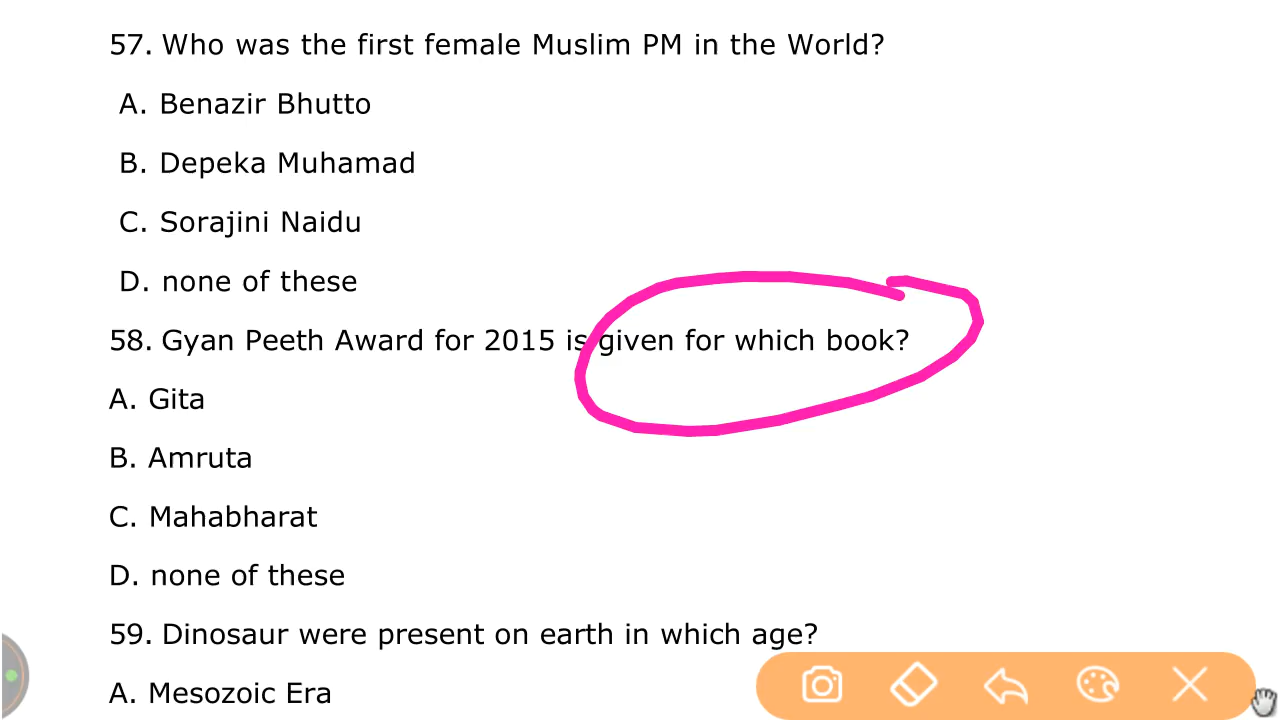 57. Who was the first female Muslim PM in the World?
A. Benazir Bhutto
B. Depeka Muhamad
C. Sorajini Naidu
D. none of these
58. Gyan Peeth Award for 2015 is given for which book?
A. Gita
B. Amruta
C. Mahabharat
D. none of these
59. Dinosaur were present on earth in which age?
A. Mesozoic Era